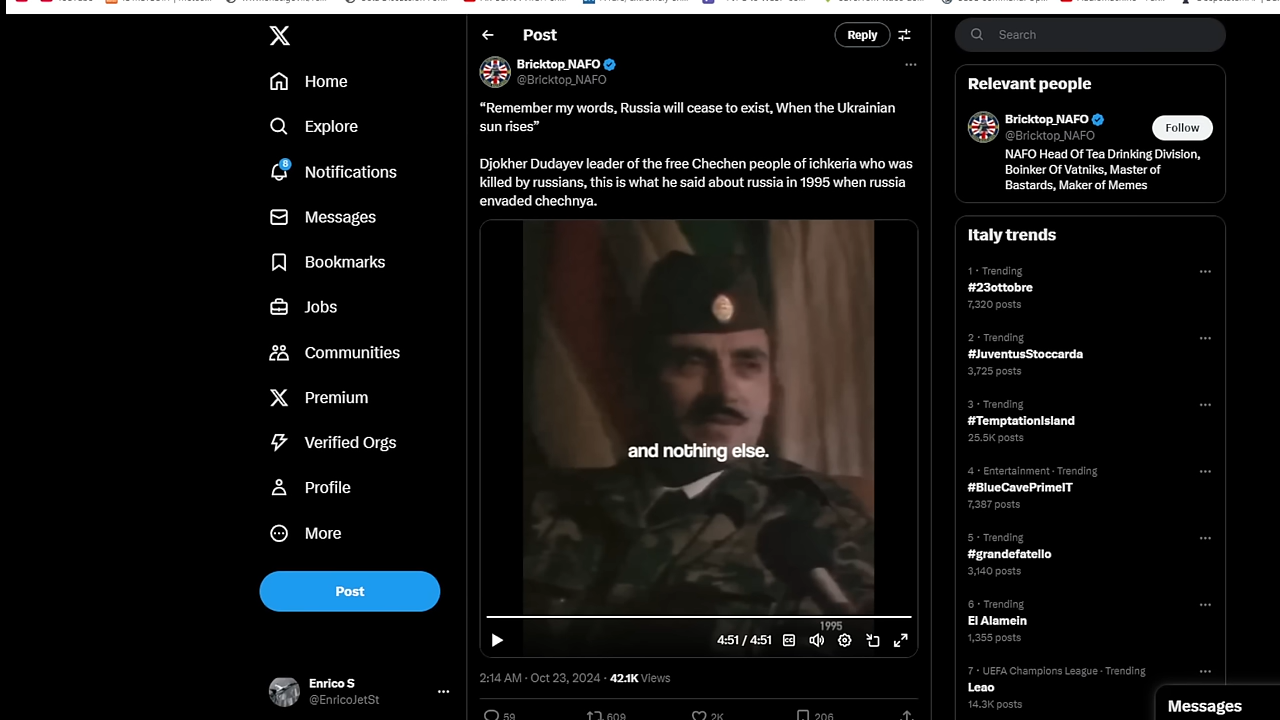 YouTube
Home
Explore
8
Notifications
Messages
Bookmarks
Jobs
Communities
Premium
Verified Orgs
Profile
More
Post
Enrico S
@EnricoJetSt
Post
Reply
Bricktop_NAFO
@Bricktop_NAFO
“Remember my words, Russia will cease to exist, When the Ukrainian
sun rises”
Djokher Dudayev leader of the free Chechen people of ichkeria who was
killed by russians, this is what he said about russia in 1995 when russia
envaded chechnya.
and nothing else.
1995
4:51 / 4:51
2:14 AM · Oct 23, 2024 · 42.1K Views
59
609
2K
206
Search
Relevant people
Bricktop_NAFO
@Bricktop_NAFO
Follow
NAFO Head Of Tea Drinking Division,
Boinker Of Vatniks, Master of
Bastards, Maker of Memes
Italy trends
1 · Trending
#23ottobre
7,320 posts
2 · Trending
#JuventusStoccarda
3,725 posts
3 · Trending
#TemptationIsland
25.5K posts
4 · Entertainment · Trending
#BlueCavePrimeIT
7,387 posts
5 · Trending
#grandefatello
3,140 posts
6 · Trending
El Alamein
1,355 posts
7 · UEFA Champions League · Trending
Leao
14.3K posts
Messages